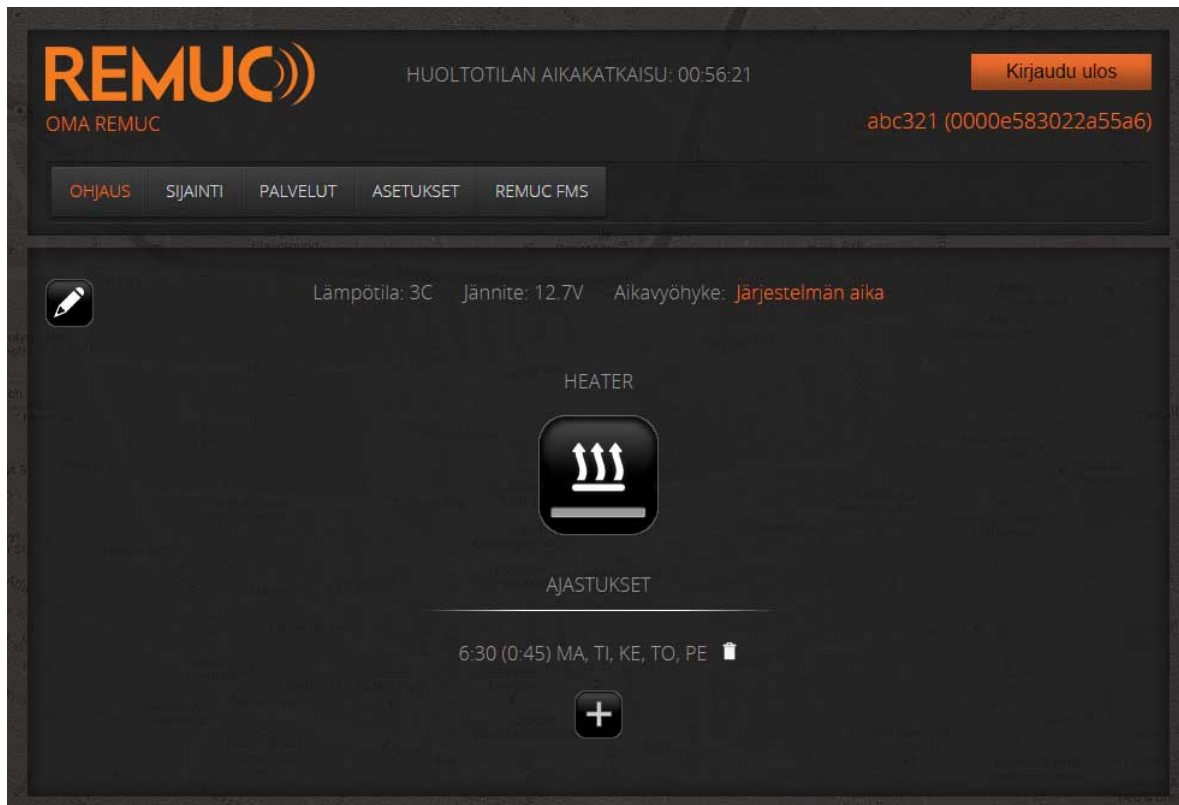 REMUC
HUOLTOTILAN AIKAKATKAISU: 00:56:21
Kirjaudu ulos
OMA REMUC
abc321 (0000e583022a55a6)
OHJAUS SIJAINTI PALVELUT ASETUKSET REMUC FMS
Lämpötila: 3C Jännite: 12.7V Aikavyöhyke: Järjestelmän aika
HEATER
AJASTUKSET
6:30 (0:45) MA, TI, KE, TO, PE